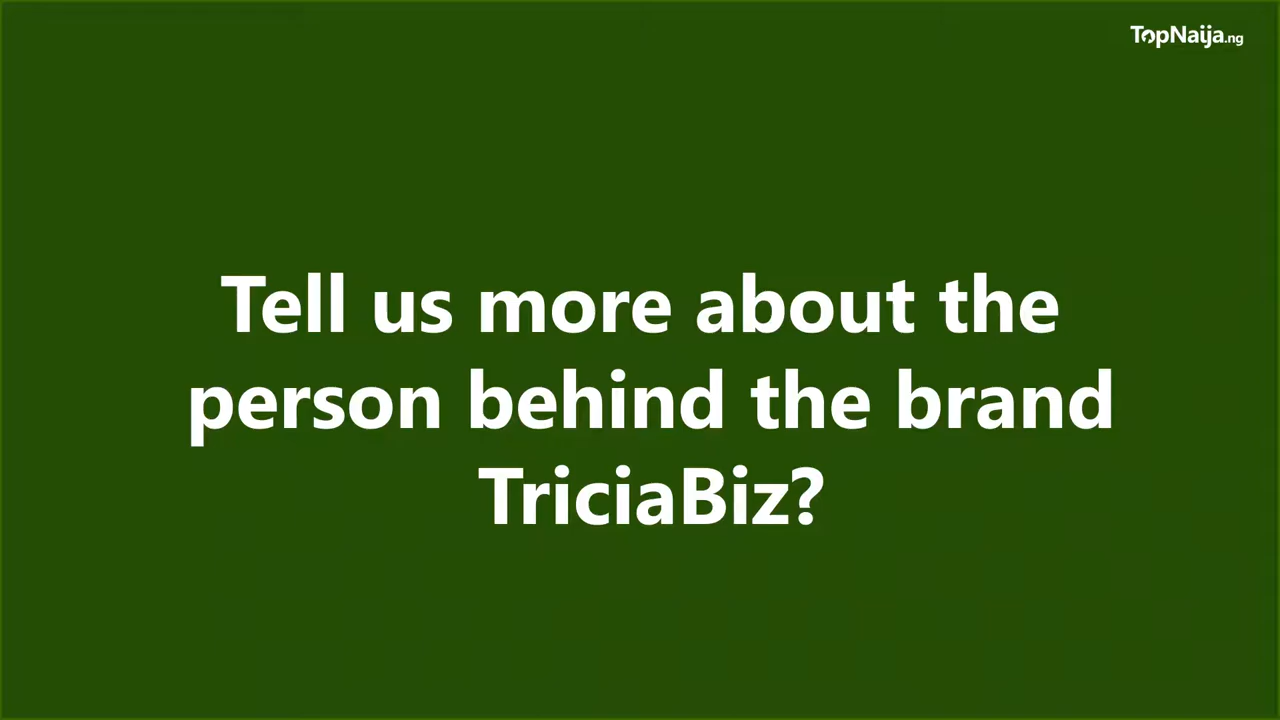 TopNaija.ng
Tell us more about the
person behind the brand
TriciaBiz?